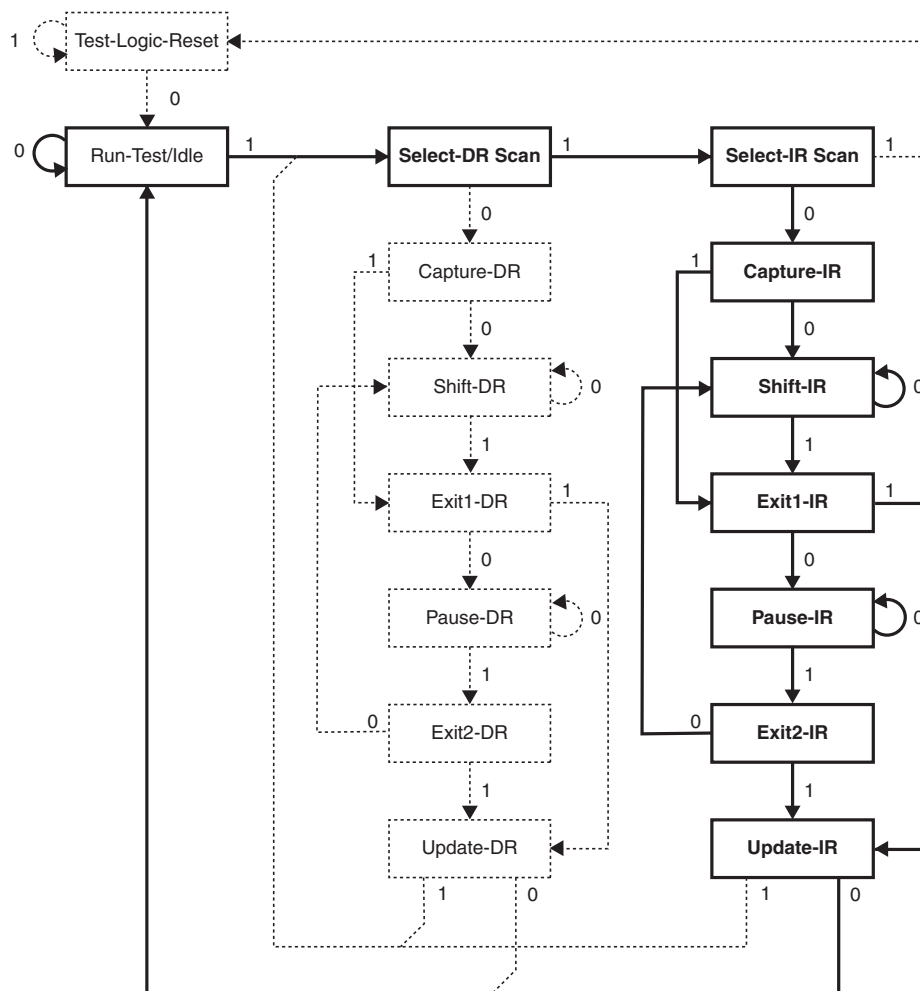 1
Test-Logic-Reset
0
0
Run-Test/Idle
1
Select-DR Scan
1
Select-IR Scan
1
0
0
1
Capture-DR
1
Capture-IR
0
0
Shift-DR
0
Shift-IR
0
1
1
Exit1-DR
1
Exit1-IR
1
0
0
Pause-DR
0
Pause-IR
0
1
1
0
Exit2-DR
0
Exit2-IR
1
1
Update-DR
Update-IR
1
0
1
0